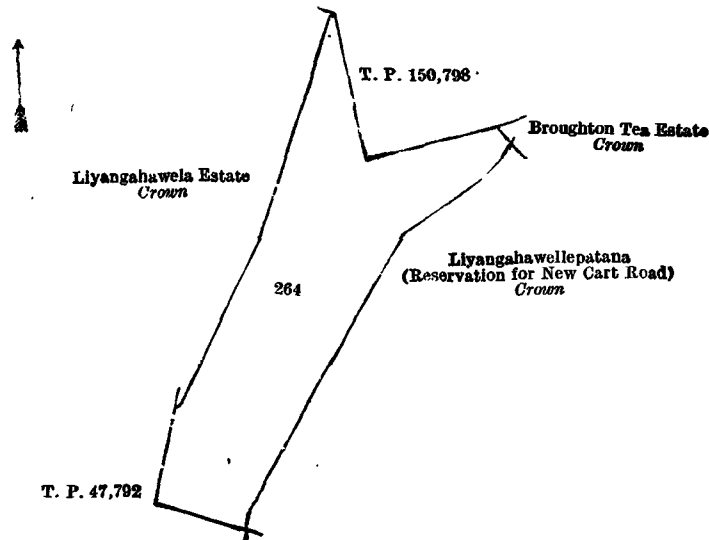 T. P. 150,798
Broughton Tea Estate
Crown
Liyangahawela Estate
Crown
Liyangahawellepatana
(Reservation for New Cart Road)
Crown
264
T. P. 47,792